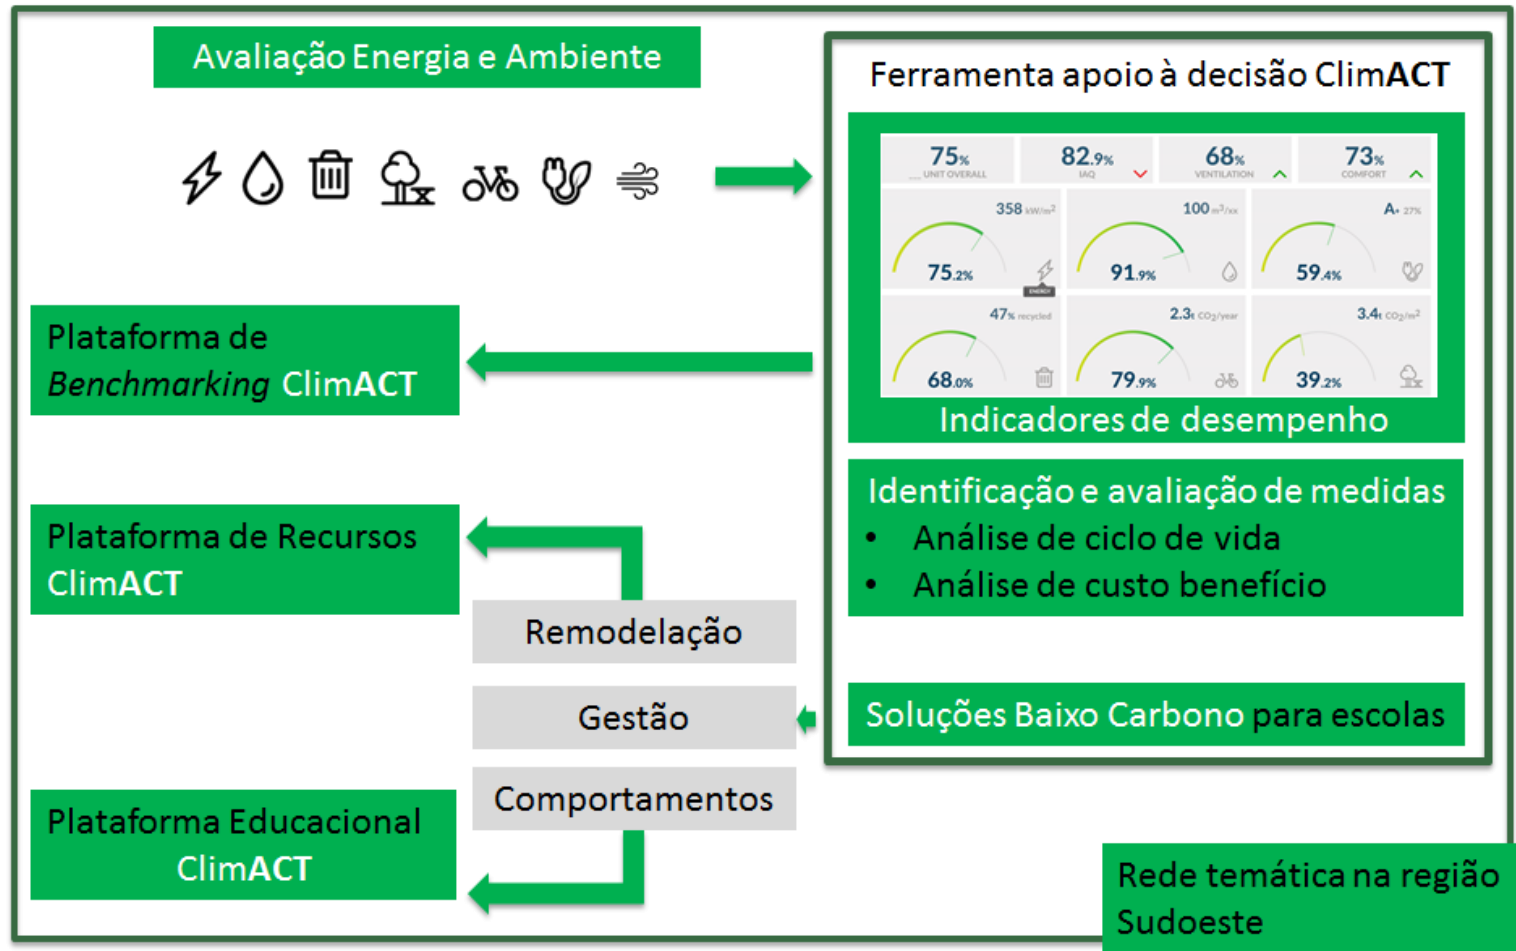 Avaliação Energia e Ambiente
Ferramenta apoio à decisão ClimACT
75%
UNIT OVERALL
82.9%
IAQ
68%
VENTILATION
73%
COMFORT
358 kW/m²
75.2%
ENERGY
100 m³/xx
91.9%
A+ 27%
59.4%
47% recycled
68.0%
2.3t CO2/year
79.9%
3.4t CO2/m²
39.2%
Indicadores de desempenho
Plataforma de
Benchmarking ClimACT
Identificação e avaliação de medidas
• Análise de ciclo de vida
• Análise de custo benefício
Plataforma de Recursos
ClimACT
Remodelação
Gestão
Comportamentos
Soluções Baixo Carbono para escolas
Plataforma Educacional
ClimACT
Rede temática na região
Sudoeste